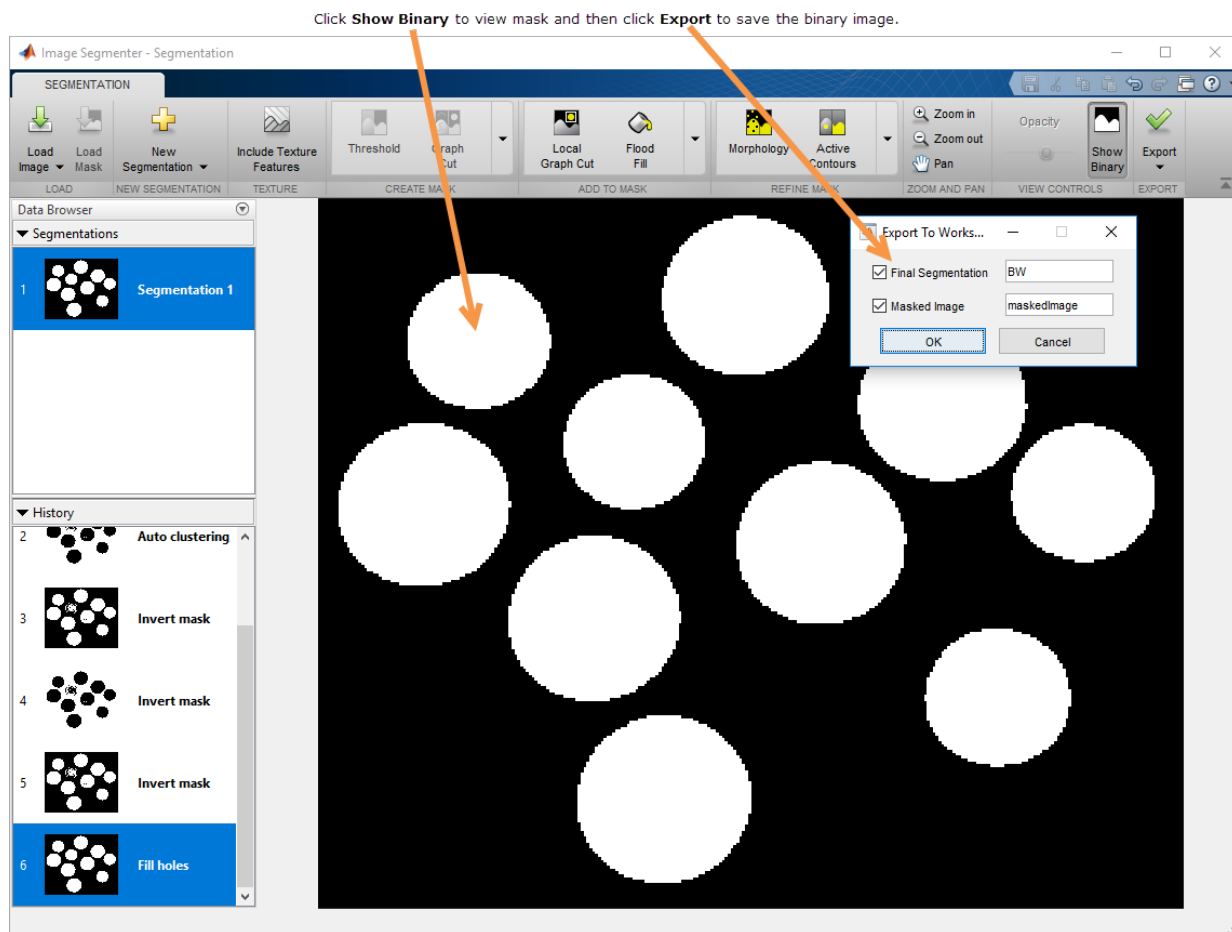 Click Show Binary to view mask and then click Export to save the binary image.
Image Segmenter - Segmentation
SEGMENTATION
Load Image
Load Mask
New Segmentation
Include Texture Features
Threshold
Graph Cut
Local Graph Cut
Flood Fill
Morphology
Active Contours
Zoom in
Zoom out
Pan
Opacity
Show Binary
Export
LOAD
NEW SEGMENTATION
TEXTURE
CREATE MASK
ADD TO MASK
REFINE MASK
ZOOM AND PAN
VIEW CONTROLS
EXPORT
Data Browser
Segmentations
1 Segmentation 1
History
2 Auto clustering
3 Invert mask
4 Invert mask
5 Invert mask
6 Fill holes
Export To Works...
Final Segmentation BW
Masked Image maskedImage
OK Cancel